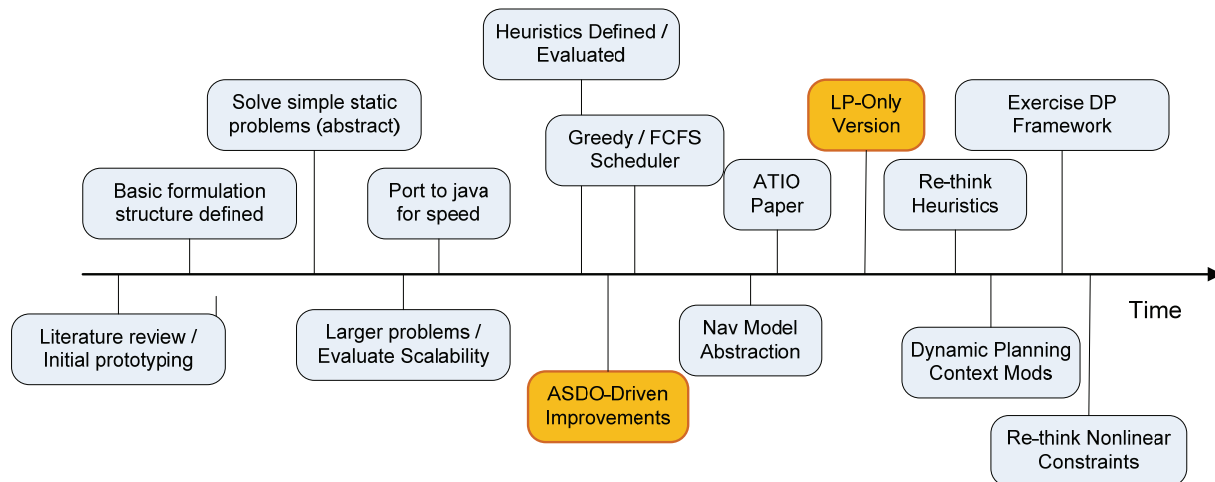 Heuristics Defined /
Evaluated
Solve simple static
problems (abstract)
LP-Only
Version
Exercise DP
Framework
Greedy / FCFS
Scheduler
Basic formulation
structure defined
Port to java
for speed
ATIO
Paper
Re-think
Heuristics
Time
Literature review /
Initial prototyping
Larger problems /
Evaluate Scalability
Nav Model
Abstraction
Dynamic Planning
Context Mods
ASDO-Driven
Improvements
Re-think Nonlinear
Constraints